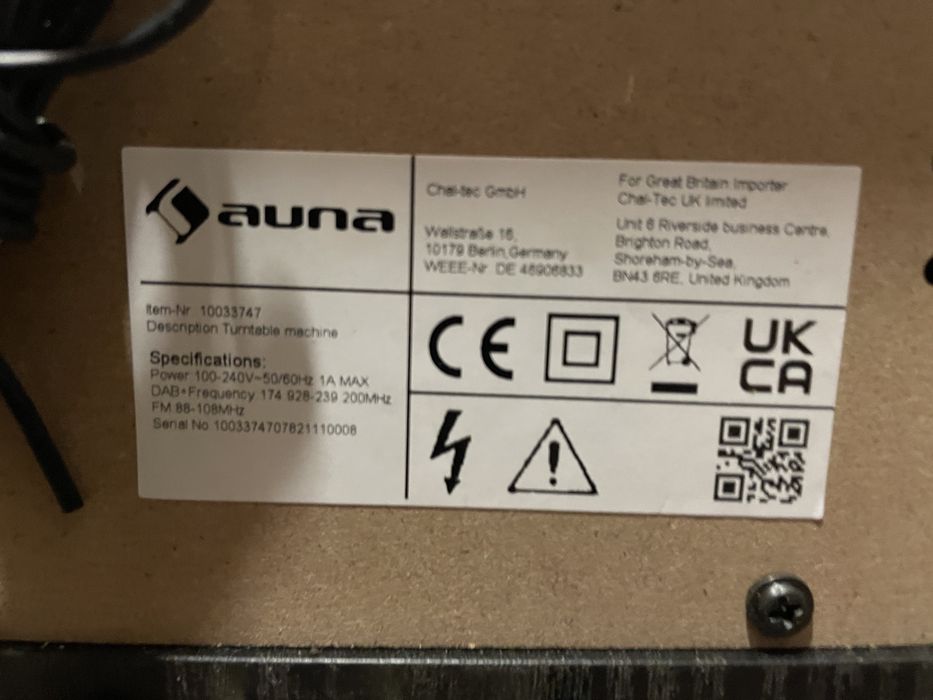 auna
Chal-tec GmbH
Wallstraße 16,
10179 Berlin, Germany
WEEE-Nr DE 46906833
For Great Britain Importer
Chal-Tec UK limited
Unit 6 Riverside business Centre,
Brighton Road,
Shoreham-by-Sea,
BN43 6RE, United Kingdom
Item-Nr 10033747
Description Turntable machine
Specifications:
Power 100-240V~50/60Hz 1A MAX
DAB+Frequency 174 928-239 200MHz
FM 88-108MHz
Serial No 1003374707821110008
CE
UK
CA